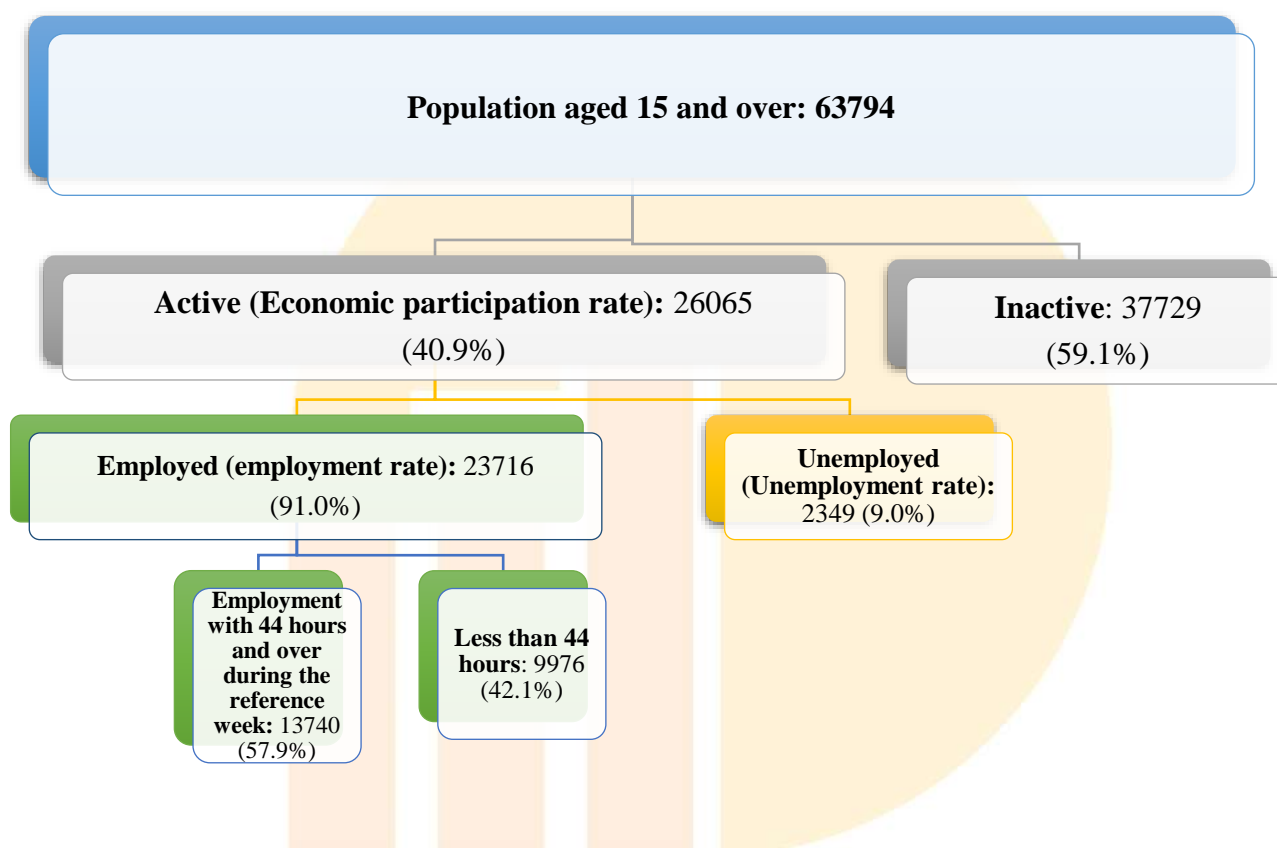 Population aged 15 and over: 63794
Active (Economic participation rate): 26065
(40.9%)
Inactive: 37729
(59.1%)
Employed (employment rate): 23716
(91.0%)
Unemployed
(Unemployment rate):
2349 (9.0%)
Employment
with 44 hours
and over
during the
reference
week: 13740
(57.9%)
Less than 44
hours: 9976
(42.1%)